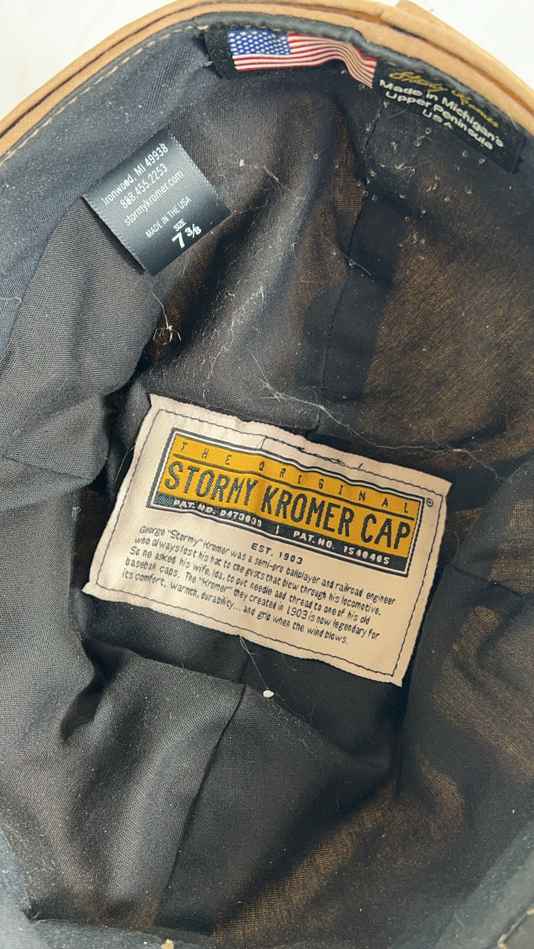 Stormy Kromer
Made in Michigan's
Upper Peninsula
USA
Ironwood, MI 49938
888.455.2253
stormykromer.com
MADE IN THE USA
SIZE
7 3/8
THE ORIGINAL
STORMY KROMER CAP
®
PAT. NO. D473693 | PAT. NO. 1540465
EST. 1903
George "Stormy" Kromer was a semi-pro ballplayer and railroad engineer
who always lost his hat to the gusts that blew through his locomotive.
So he asked his wife, Ida, to put needle and thread to one of his old
baseball caps. The "Kromer" they created in 1903 is now legendary for
its comfort, warmth, durability... and grip when the wind blows.